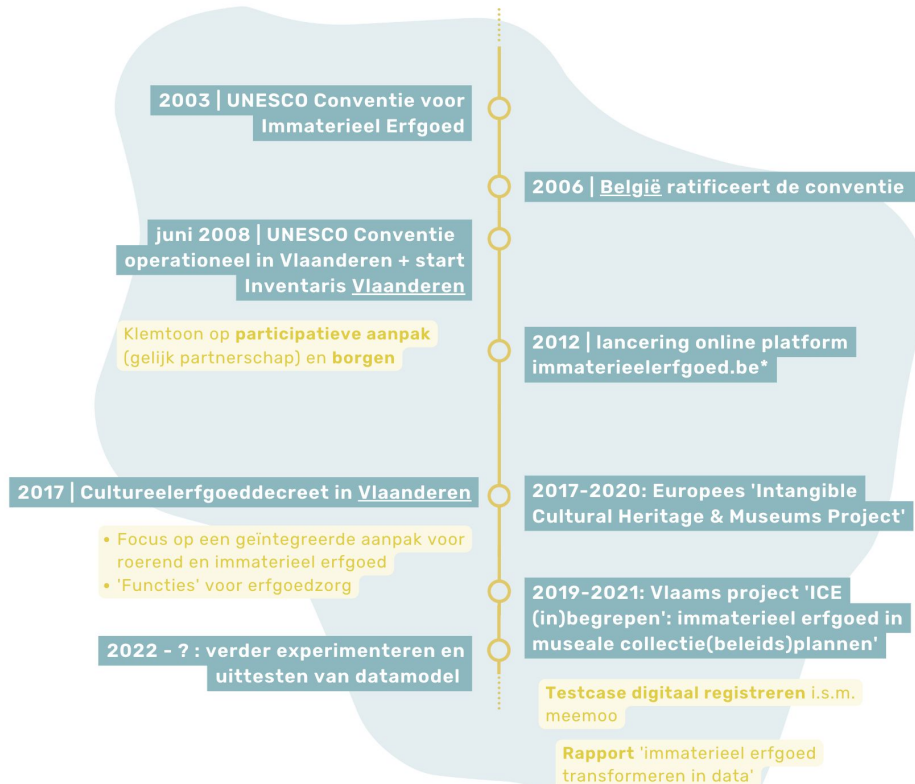 2003 | UNESCO Conventie voor
Immaterieel Erfgoed
2006 | België ratificeert de conventie
juni 2008 | UNESCO Conventie
operationeel in Vlaanderen + start
Inventaris Vlaanderen
Klemtoon op participatieve aanpak
(gelijk partnerschap) en borgen
2012 | lancering online platform
immaterieelerfgoed.be*
2017 | Cultureelerfgoeddecreet in Vlaanderen
• Focus op een geïntegreerde aanpak voor
roerend en immaterieel erfgoed
• 'Functies' voor erfgoedzorg
2017-2020: Europees 'Intangible
Cultural Heritage & Museums Project'
2019-2021: Vlaams project 'ICE
(in)begrepen': immaterieel erfgoed in
museale collectie(beleids)plannen'
2022 - ? : verder experimenteren en
uittesten van datamodel
Testcase digitaal registreren i.s.m.
meemoo
Rapport 'immaterieel erfgoed
transformeren in data'